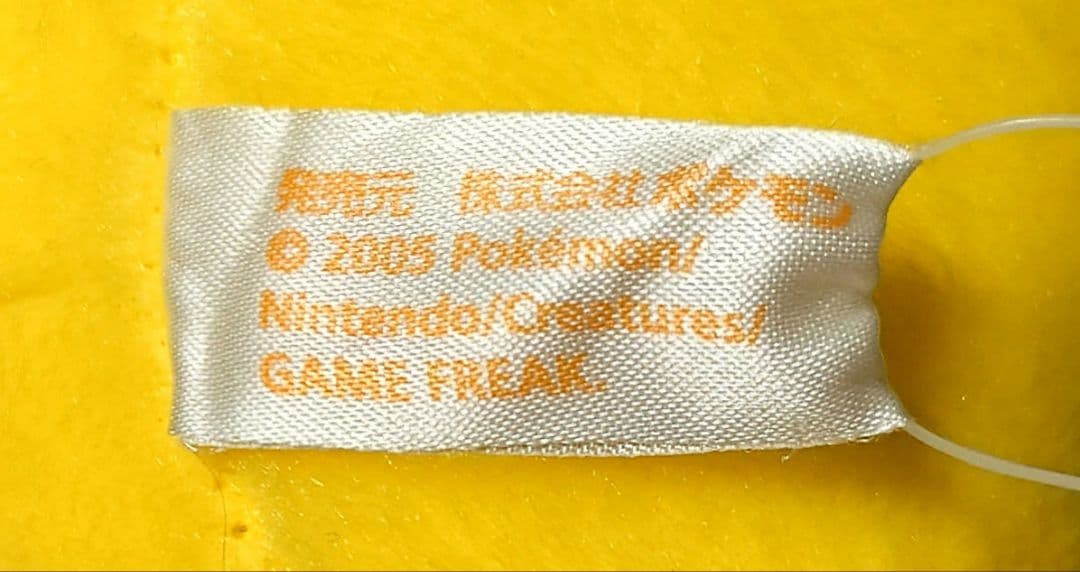 発売元 株式会社ポケモン
© 2005 Pokémon/
Nintendo/Creatures/
GAME FREAK.